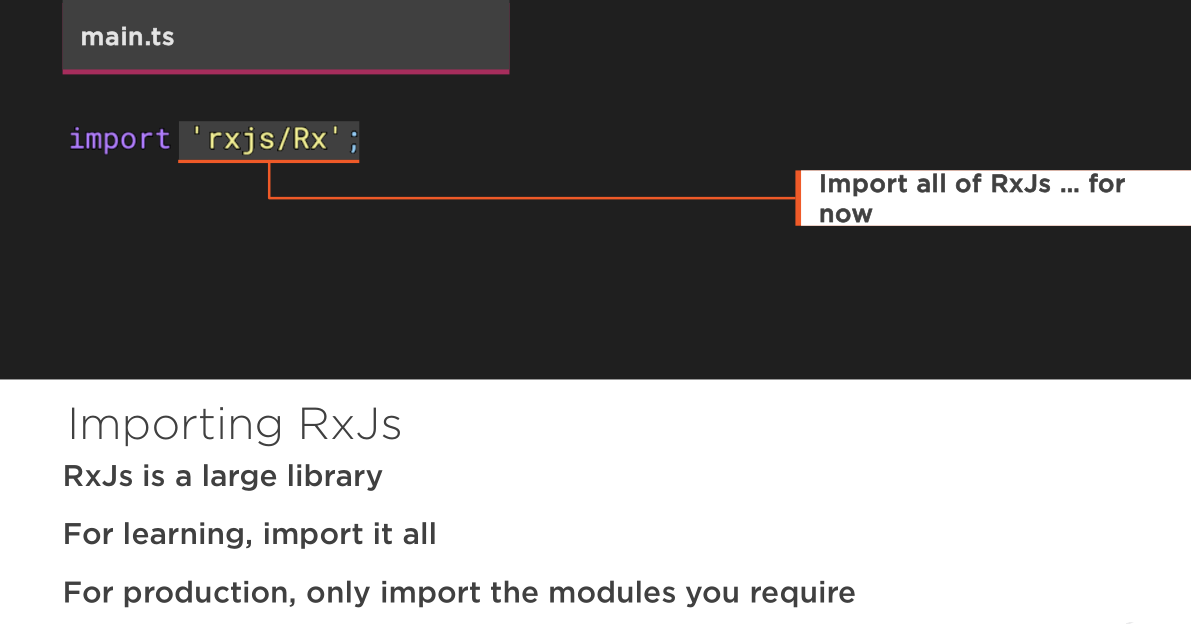 main.ts
import 'rxjs/Rx';
Import all of RxJs … for
now
Importing RxJs
RxJs is a large library
For learning, import it all
For production, only import the modules you require